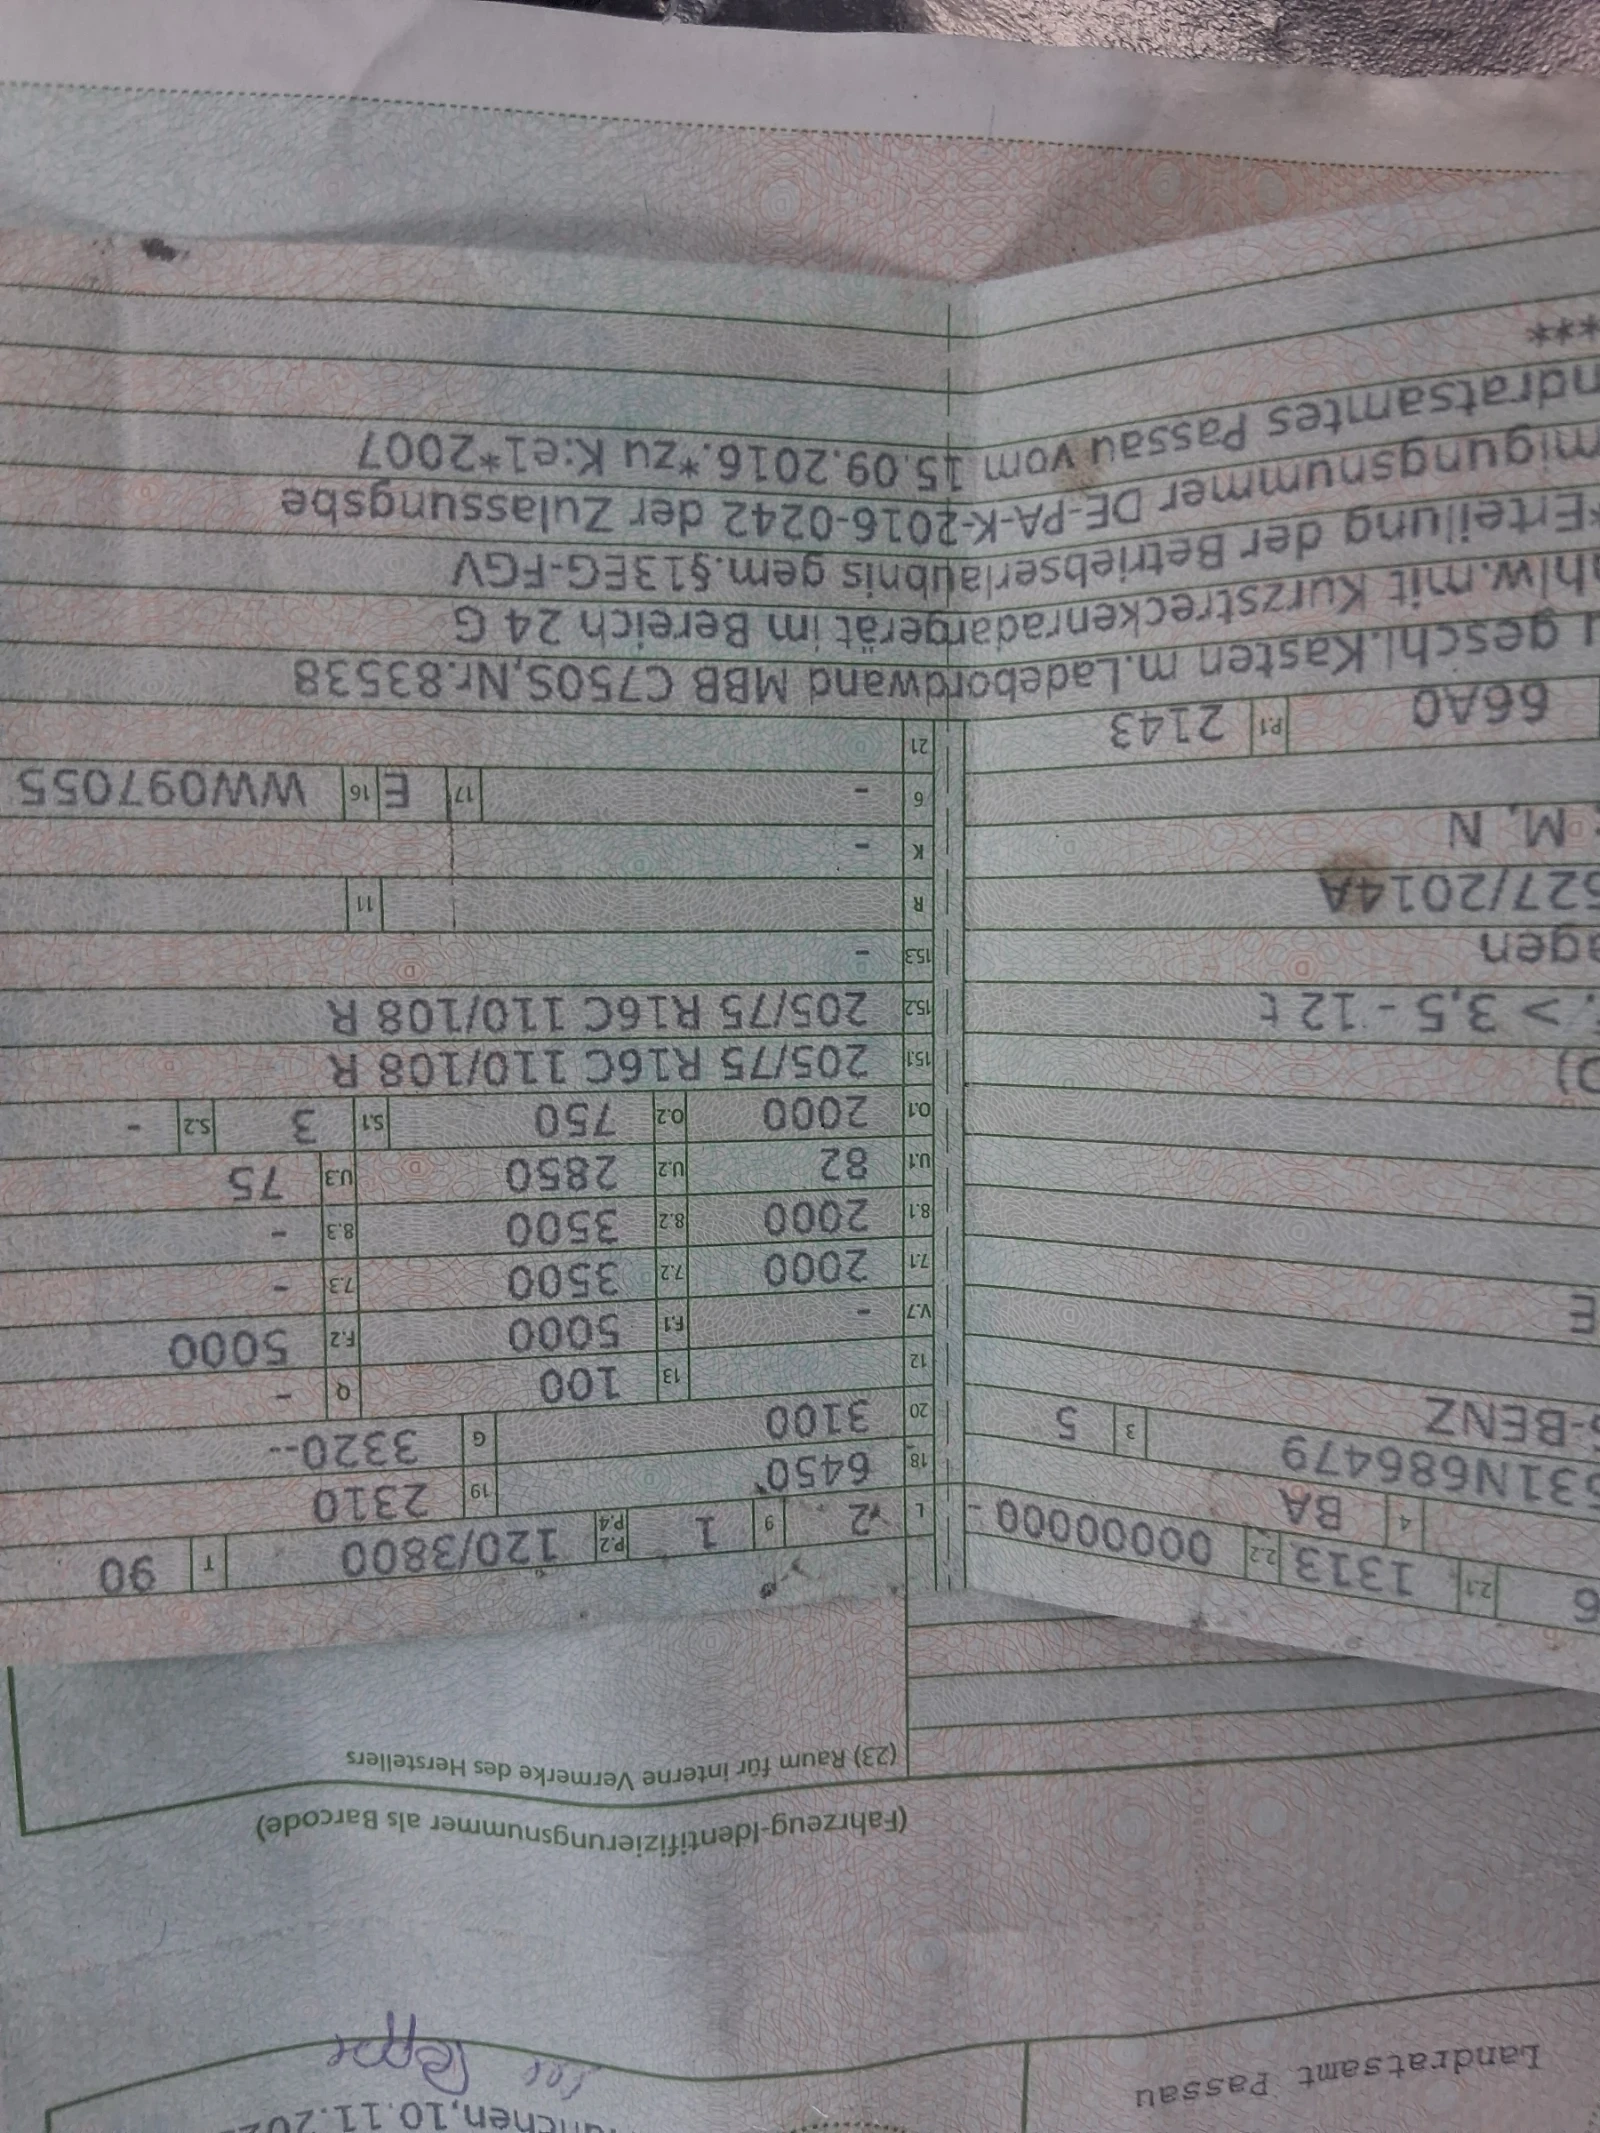 Landratsamt Passau
nchen,10.11.20
(Fahrzeug-Identifizierungsnummer als Barcode)
(23) Raum für interne Vermerke des Herstellers
6 2.1 1313 2.2 00000000 -
4 BA
31N686479 3 5
-BENZ
E
)
> 3,5 - 12 t
gen
527/2014A
M, N
66A0 P.1 2143
L 2 9 1 P.2 P.4 120/3800 T 90
18 6450 19 2310
20 3100 G 3320--
12 13 100 Q -
V.7 - F.1 5000 F.2 5000
7.1 2000 7.2 3500 7.3 -
8.1 2000 8.2 3500 8.3 -
U.1 82 U.2 2850 U.3 75
O.1 2000 O.2 750 S.1 3 S.2 -
15.1 205/75 R16C 110/108 R
15.2 205/75 R16C 110/108 R
15.3 -
R 11
K -
6 - 17 E 16 WW097055
21
geschl.Kasten m.Ladebordwand MBB C750S,Nr.83538
hlw.mit Kurzstreckenradargerät im Bereich 24 G
*Erteilung der Betriebserlaubnis gem.§13EG-FGV
migungsnummer DE-PA-K-2016-0242 der Zulassungsbe
ndratsamtes Passau vom 15.09.2016.*zu K:e1*2007
***